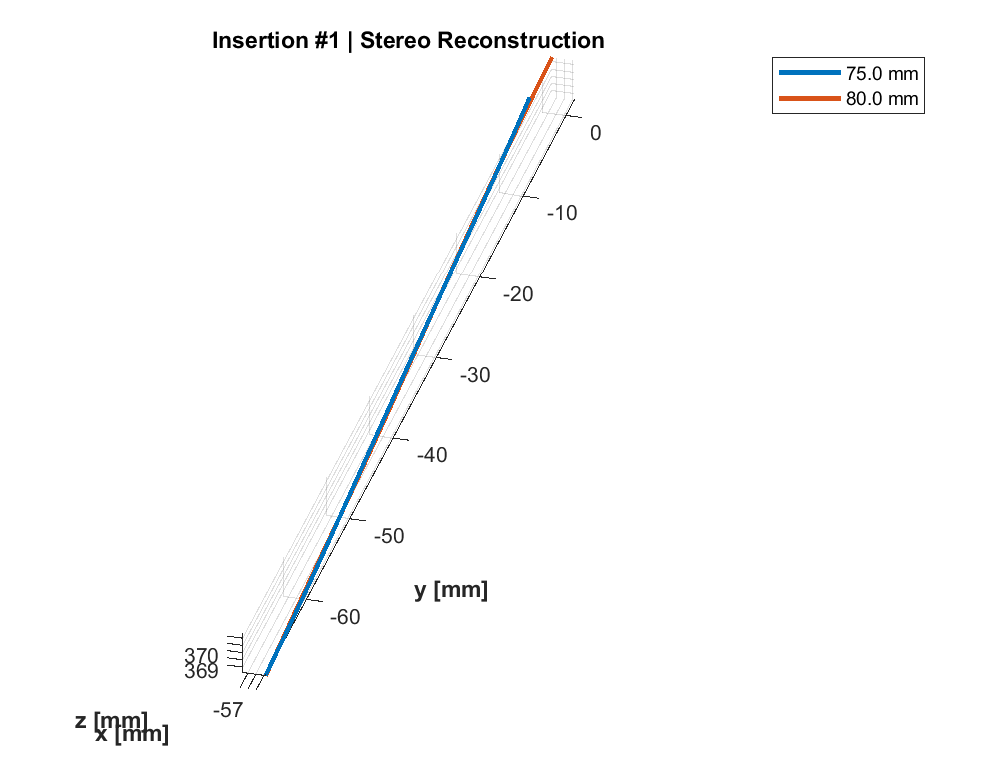 Insertion #1 | Stereo Reconstruction
75.0 mm
80.0 mm
0
-10
-20
-30
-40
-50
y [mm]
-60
370
369
-57
z [mm]
x [mm]